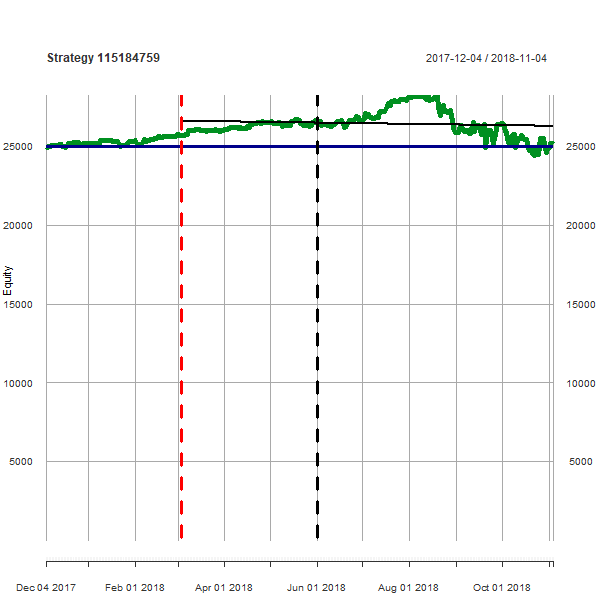 Strategy 115184759
2017-12-04 / 2018-11-04
25000
25000
20000
20000
Equity
15000
15000
10000
10000
5000
5000
Dec 04 2017
Feb 01 2018
Apr 01 2018
Jun 01 2018
Aug 01 2018
Oct 01 2018